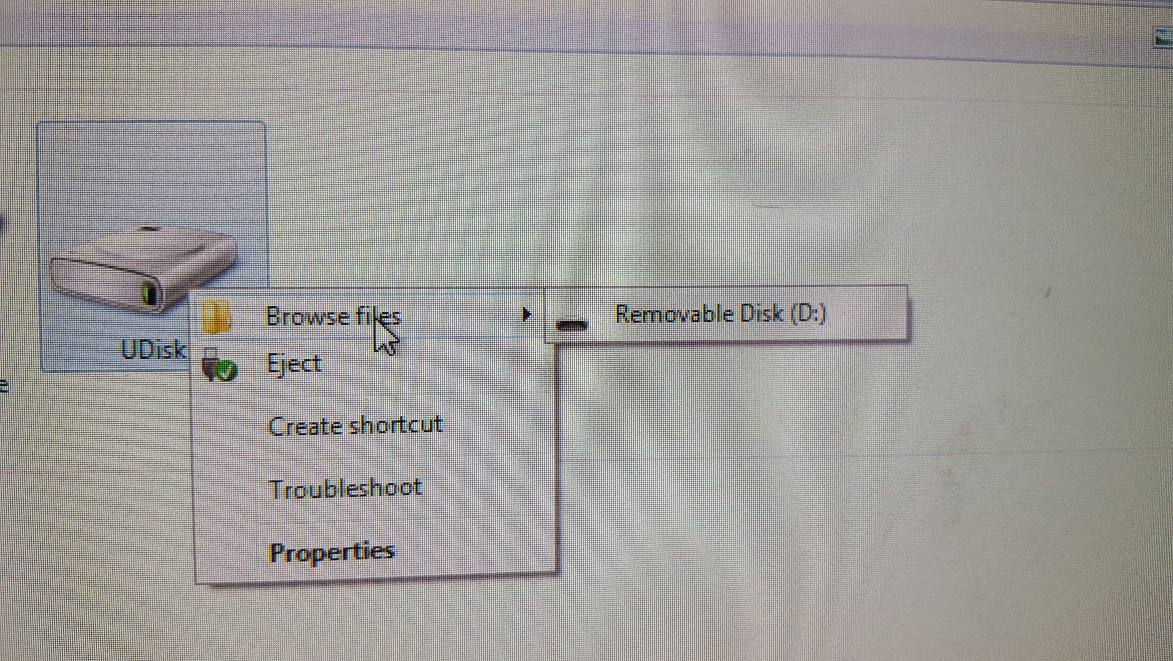 UDisk
Browse files
Removable Disk (D:)
Eject
Create shortcut
Troubleshoot
Properties